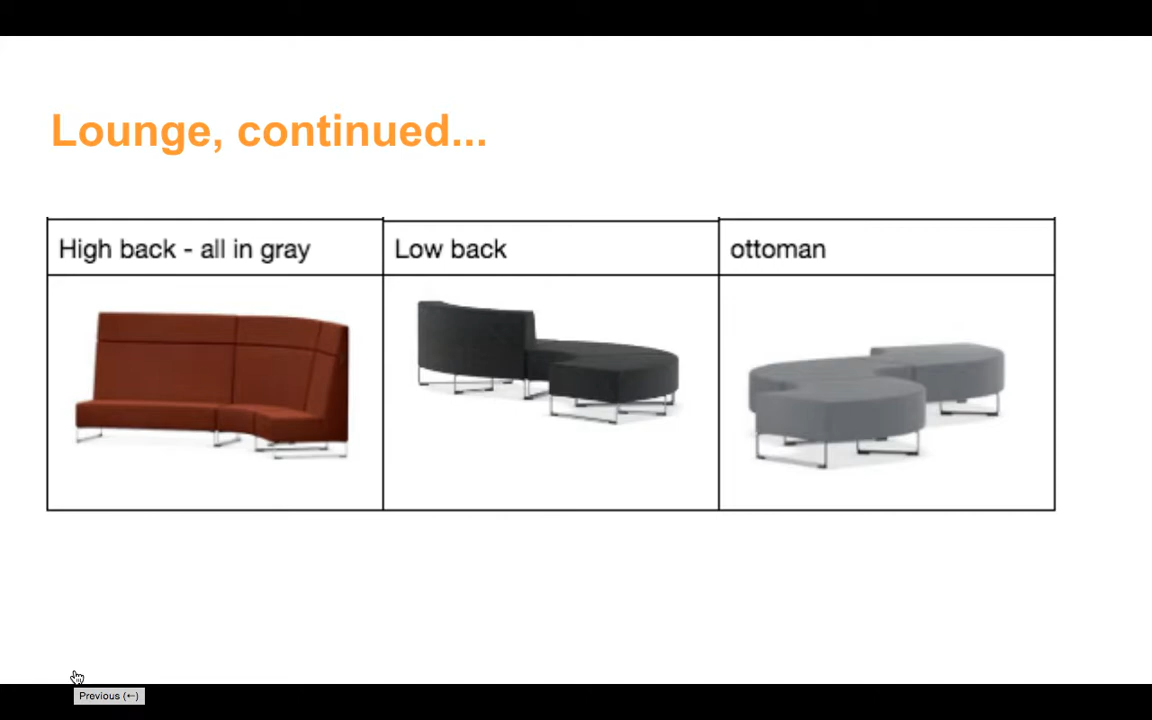 Lounge, continued...
High back - all in gray
Low back
ottoman
Previous (←)